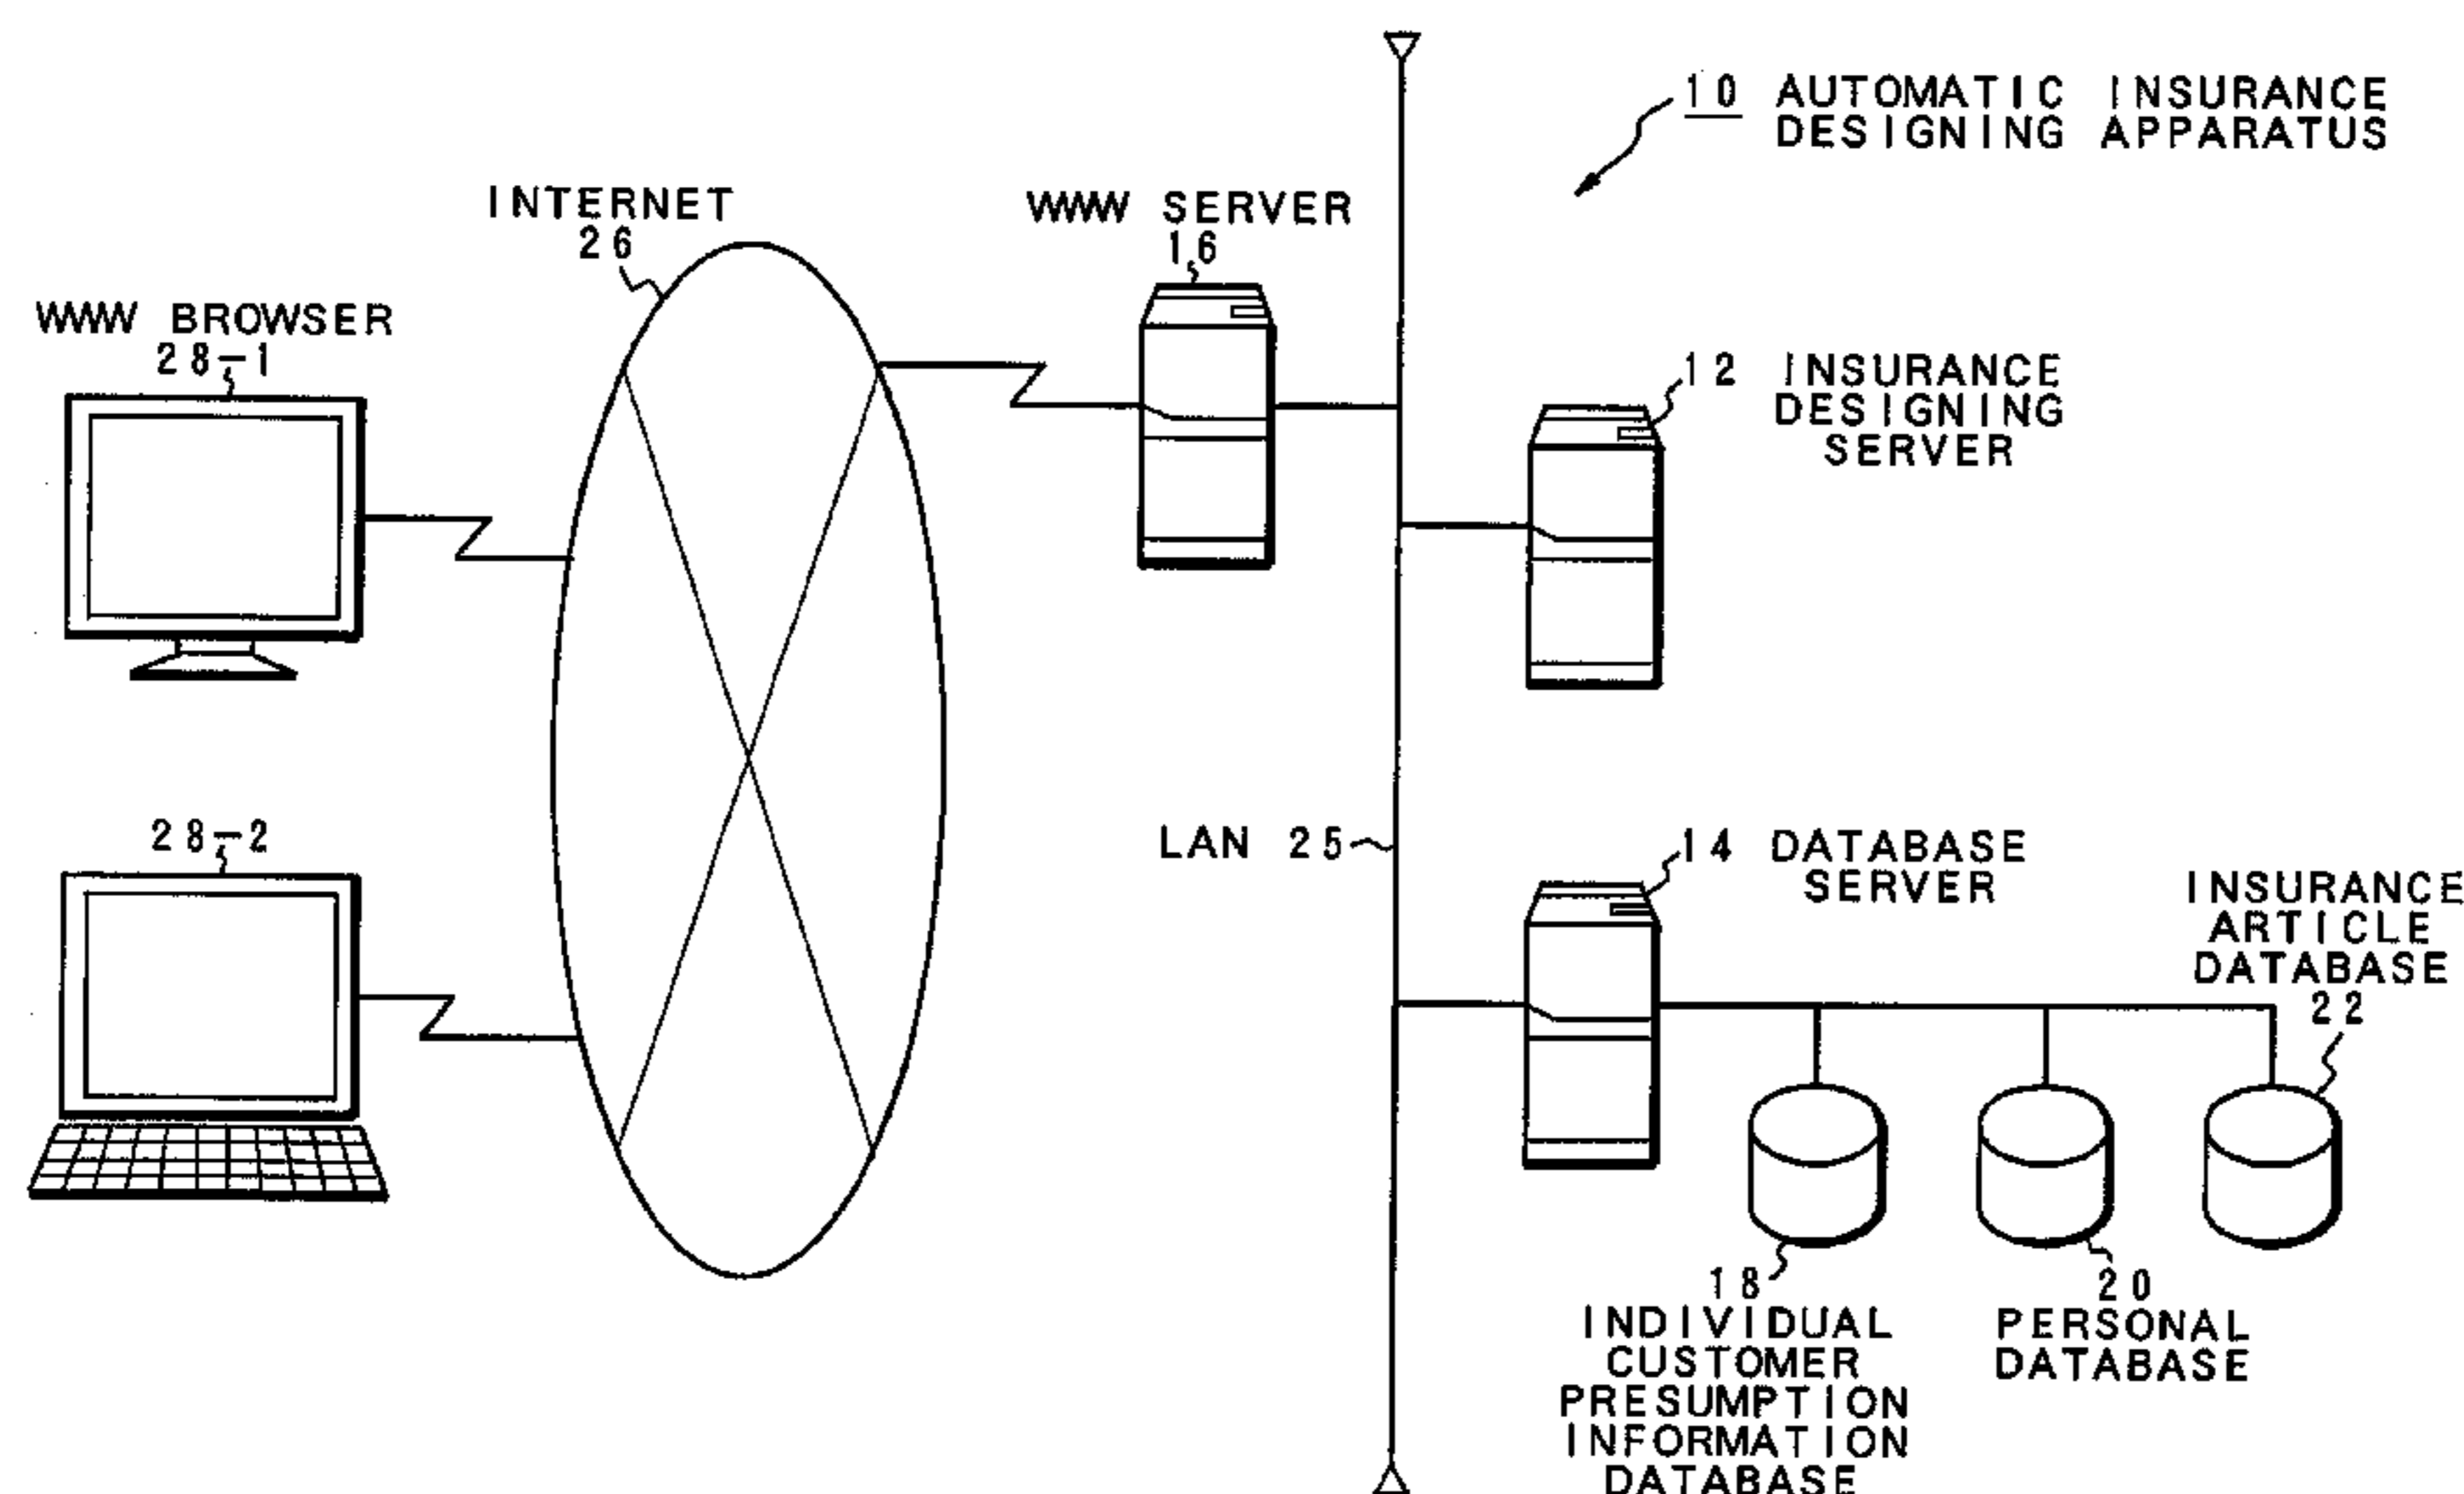 10 AUTOMATIC INSURANCE
DESIGNING APPARATUS
INTERNET
26
WWW SERVER
16
WWW BROWSER
28-1
12 INSURANCE
DESIGNING
SERVER
28-2
LAN 25
14 DATABASE
SERVER
INSURANCE
ARTICLE
DATABASE
22
18
INDIVIDUAL
CUSTOMER
PRESUMPTION
INFORMATION
DATABASE
20
PERSONAL
DATABASE